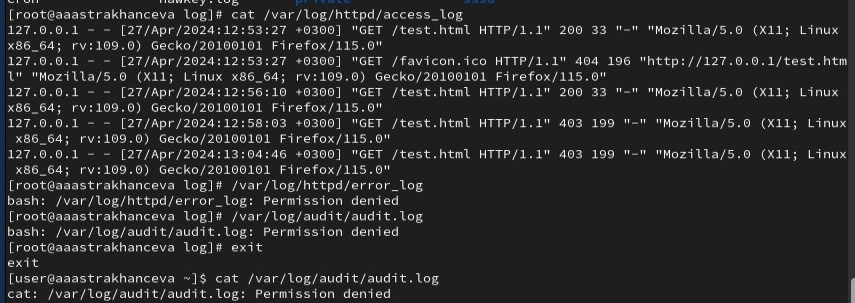 [root@aaastrakhanceva log]# cat /var/log/httpd/access_log
127.0.0.1 - - [27/Apr/2024:12:53:27 +0300] "GET /test.html HTTP/1.1" 200 33 "-" "Mozilla/5.0 (X11; Linux
x86_64; rv:109.0) Gecko/20100101 Firefox/115.0"
127.0.0.1 - - [27/Apr/2024:12:53:27 +0300] "GET /favicon.ico HTTP/1.1" 404 196 "http://127.0.0.1/test.htm
l" "Mozilla/5.0 (X11; Linux x86_64; rv:109.0) Gecko/20100101 Firefox/115.0"
127.0.0.1 - - [27/Apr/2024:12:56:10 +0300] "GET /test.html HTTP/1.1" 200 33 "-" "Mozilla/5.0 (X11; Linux
x86_64; rv:109.0) Gecko/20100101 Firefox/115.0"
127.0.0.1 - - [27/Apr/2024:12:58:03 +0300] "GET /test.html HTTP/1.1" 403 199 "-" "Mozilla/5.0 (X11; Linux
x86_64; rv:109.0) Gecko/20100101 Firefox/115.0"
127.0.0.1 - - [27/Apr/2024:13:04:46 +0300] "GET /test.html HTTP/1.1" 403 199 "-" "Mozilla/5.0 (X11; Linux
x86_64; rv:109.0) Gecko/20100101 Firefox/115.0"
[root@aaastrakhanceva log]# /var/log/httpd/error_log
bash: /var/log/httpd/error_log: Permission denied
[root@aaastrakhanceva log]# /var/log/audit/audit.log
bash: /var/log/audit/audit.log: Permission denied
[root@aaastrakhanceva log]# exit
exit
[user@aaastrakhanceva ~]$ cat /var/log/audit/audit.log
cat: /var/log/audit/audit.log: Permission denied